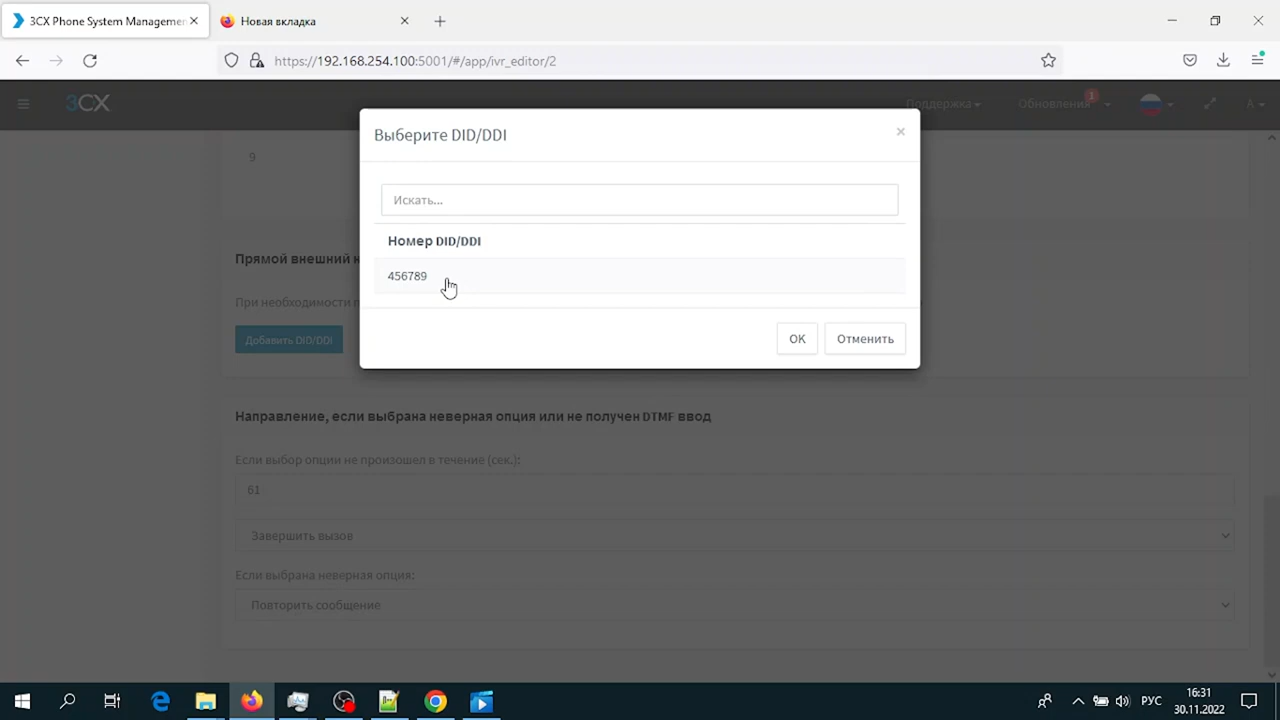 3CX Phone System Managemen
Новая вкладка
https://192.168.254.100:5001/#/app/ivr_editor/2
3CX
Поддержка
Обновления
1
A
Выберите DID/DDI
9
Искать...
Номер DID/DDI
456789
Прямой внешний н
При необходимости п
Добавить DID/DDI
OK
Отменить
Направление, если выбрана неверная опция или не получен DTMF ввод
Если выбор опции не произошел в течение (сек.):
61
Завершить вызов
Если выбрана неверная опция:
Повторить сообщение
РУС
16:31
30.11.2022